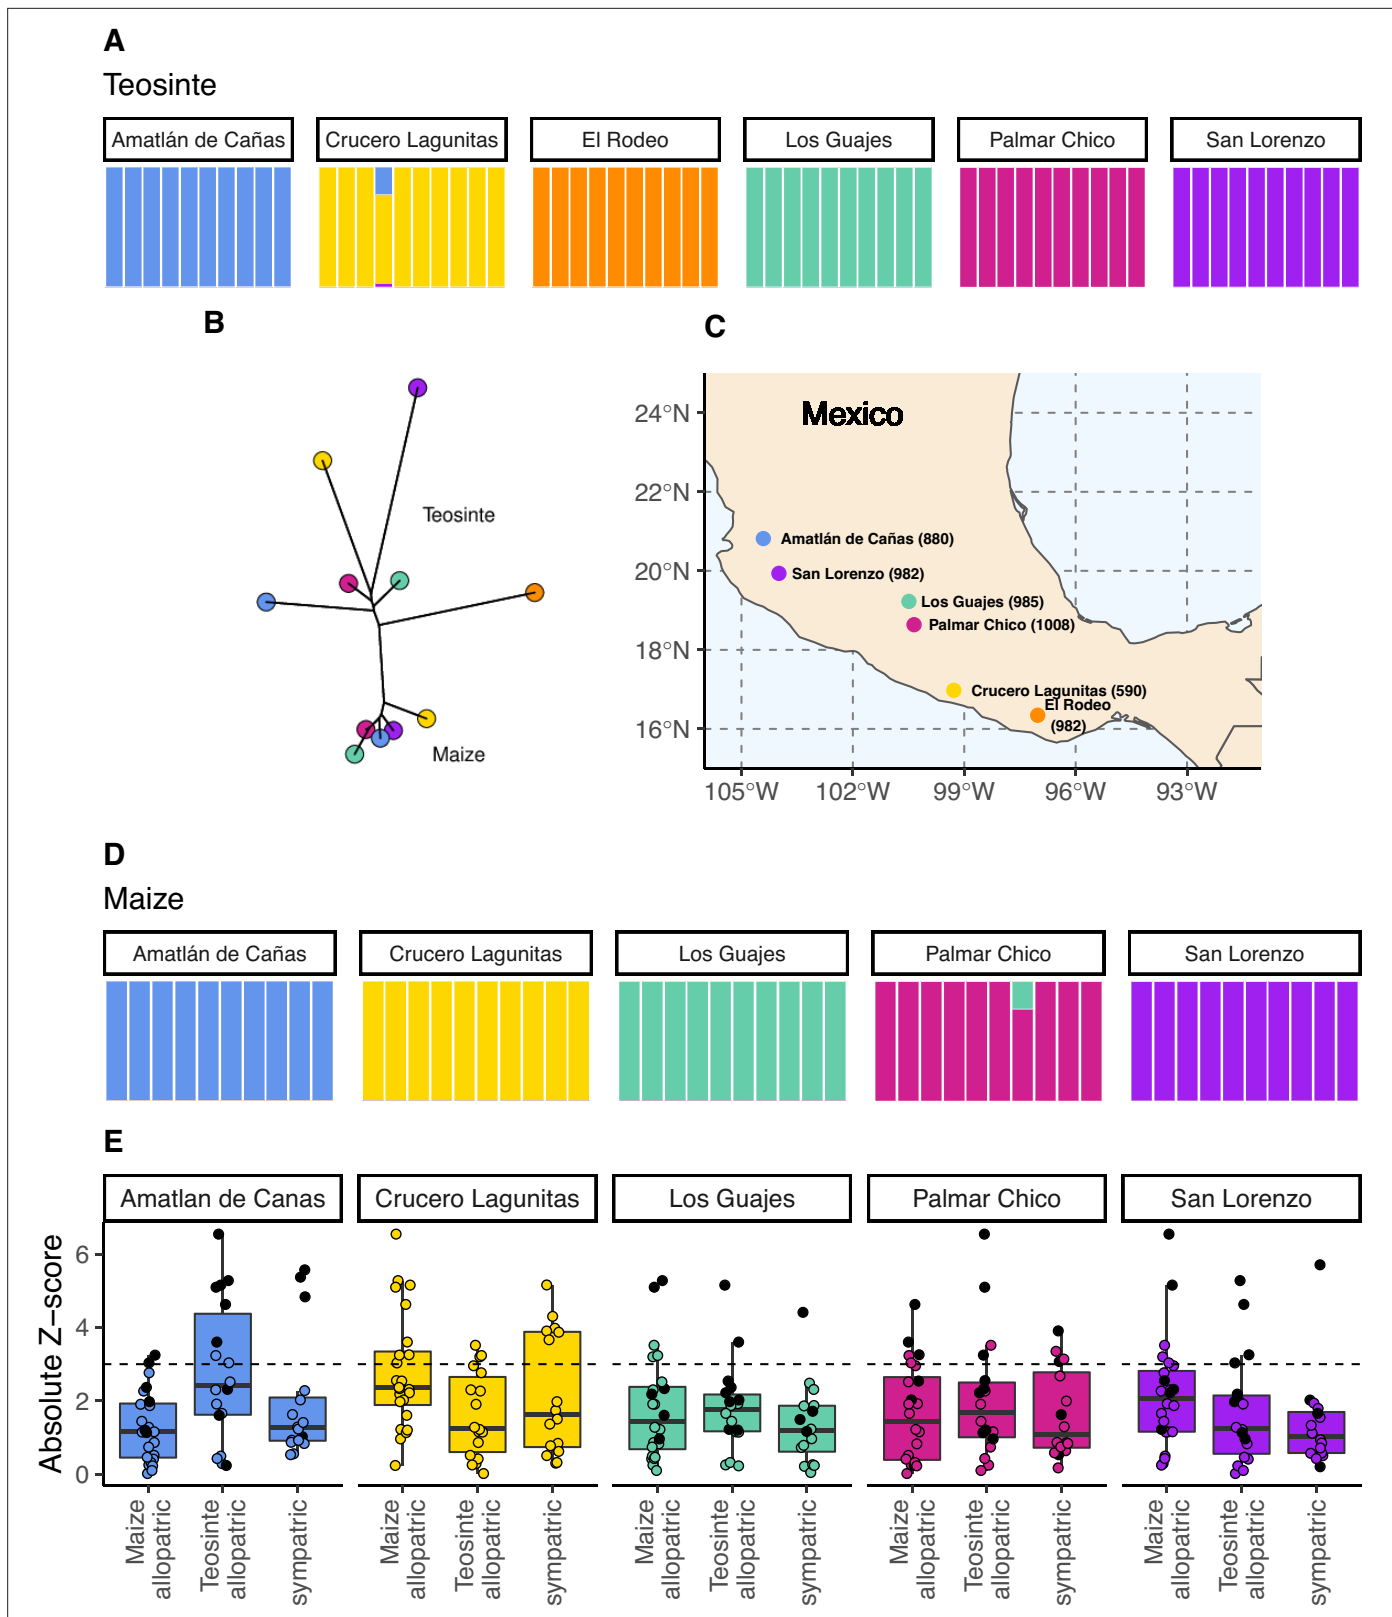 A
Teosinte
Amatlán de Cañas
Crucero Lagunitas
El Rodeo
Los Guajes
Palmar Chico
San Lorenzo
B
Teosinte
Maize
C
Mexico
24°N
22°N
20°N
18°N
16°N
Amatlán de Cañas (880)
San Lorenzo (982)
Los Guajes (985)
Palmar Chico (1008)
Crucero Lagunitas (590)
El Rodeo
(982)
105°W
102°W
99°W
96°W
93°W
D
Maize
Amatlán de Cañas
Crucero Lagunitas
Los Guajes
Palmar Chico
San Lorenzo
E
Amatlan de Canas
Crucero Lagunitas
Los Guajes
Palmar Chico
San Lorenzo
Absolute Z−score
6
4
2
0
Maize
allopatric
Teosinte
allopatric
sympatric
Maize
allopatric
Teosinte
allopatric
sympatric
Maize
allopatric
Teosinte
allopatric
sympatric
Maize
allopatric
Teosinte
allopatric
sympatric
Maize
allopatric
Teosinte
allopatric
sympatric